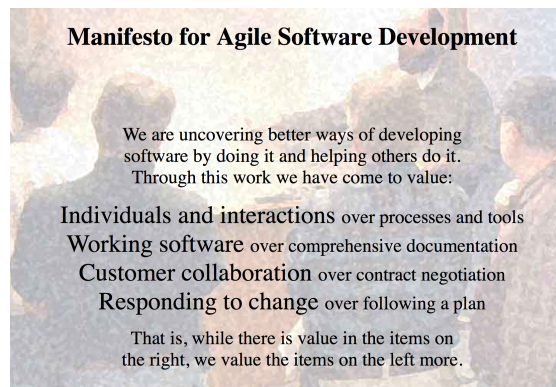 Manifesto for Agile Software Development
We are uncovering better ways of developing
software by doing it and helping others do it.
Through this work we have come to value:
Individuals and interactions over processes and tools
Working software over comprehensive documentation
Customer collaboration over contract negotiation
Responding to change over following a plan
That is, while there is value in the items on
the right, we value the items on the left more.